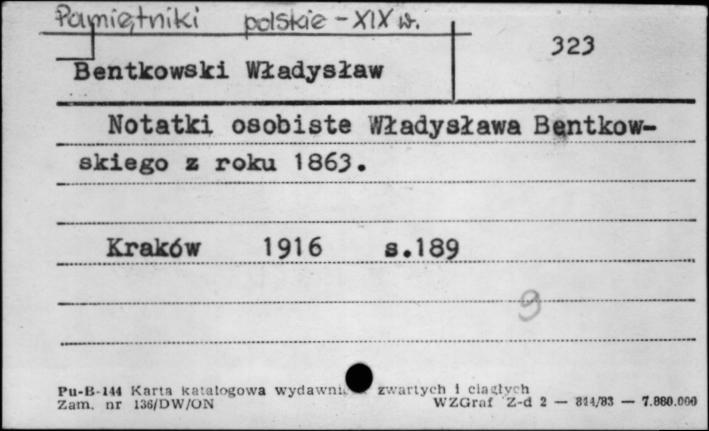 Pamiętniki polskie - XIX w.
323
Bentkowski Władysław
Notatki osobiste Władysława Bentkow-
skiego z roku 1863.
Kraków 1916 s.189
9
Pu-B-144 Karta katalogowa zwartych i ciągłych
Zam. nr 136/DW/ON WZGraf Z-d 2 — 814/83 — 7.880.000